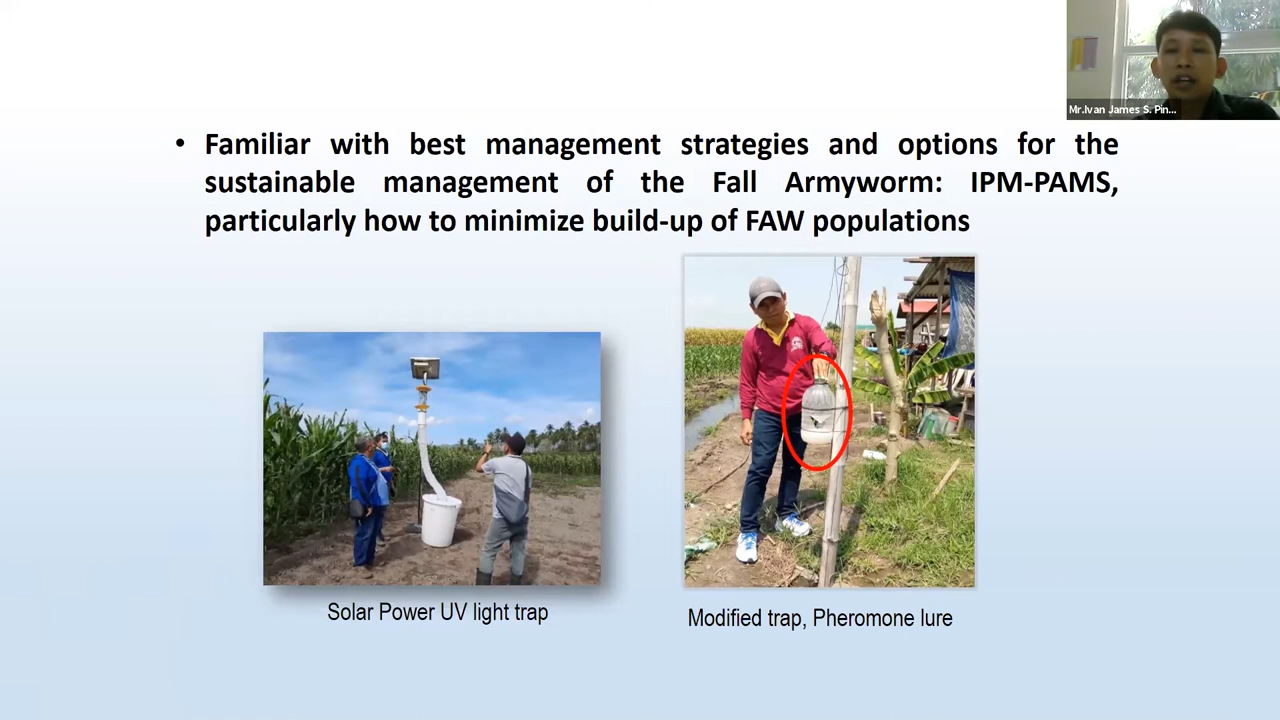 Mr.Ivan James S. Pin...
• Familiar with best management strategies and options for the
sustainable management of the Fall Armyworm: IPM-PAMS,
particularly how to minimize build-up of FAW populations
Solar Power UV light trap
Modified trap, Pheromone lure